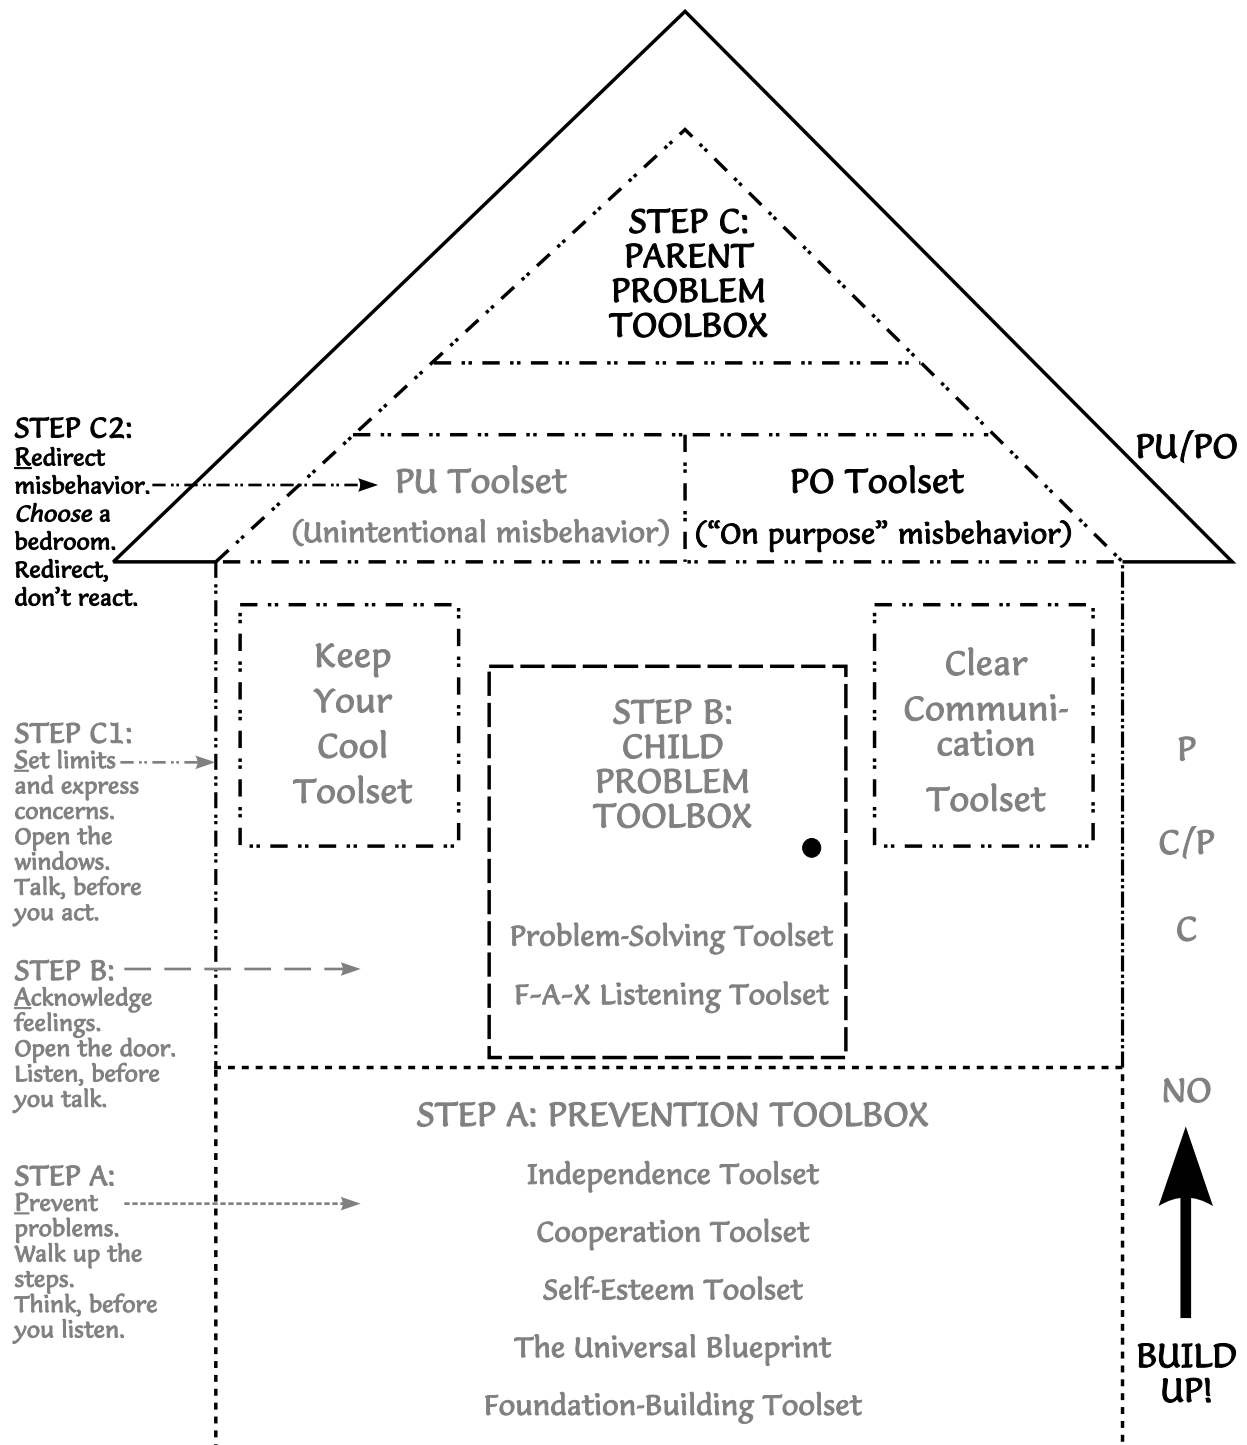 STEP C:
PARENT
PROBLEM
TOOLBOX
STEP C2:
Redirect
misbehavior.
Choose a
bedroom.
Redirect,
don’t react.
PU/PO
PU Toolset
(Unintentional misbehavior)
PO Toolset
(“On purpose” misbehavior)
Keep
Your
Cool
Toolset
STEP B:
CHILD
PROBLEM
TOOLBOX
Problem-Solving Toolset
F-A-X Listening Toolset
Clear
Communi-
cation
Toolset
STEP C1:
Set limits
and express
concerns.
Open the
windows.
Talk, before
you act.
P
C/P
C
STEP B:
Acknowledge
feelings.
Open the door.
Listen, before
you talk.
NO
STEP A: PREVENTION TOOLBOX
Independence Toolset
Cooperation Toolset
Self-Esteem Toolset
The Universal Blueprint
Foundation-Building Toolset
STEP A:
Prevent
problems.
Walk up the
steps.
Think, before
you listen.
BUILD
UP!